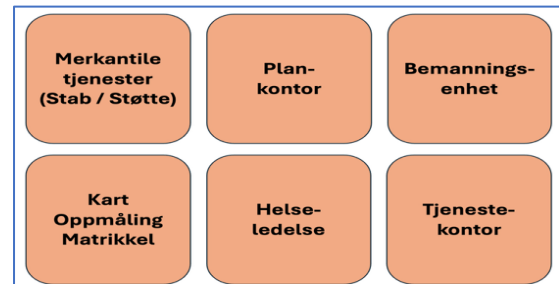 Merkantile
tjenester
(Stab / Støtte)
Plan-
kontor
Bemannings-
enhet
Kart
Oppmåling
Matrikkel
Helse-
ledelse
Tjeneste-
kontor